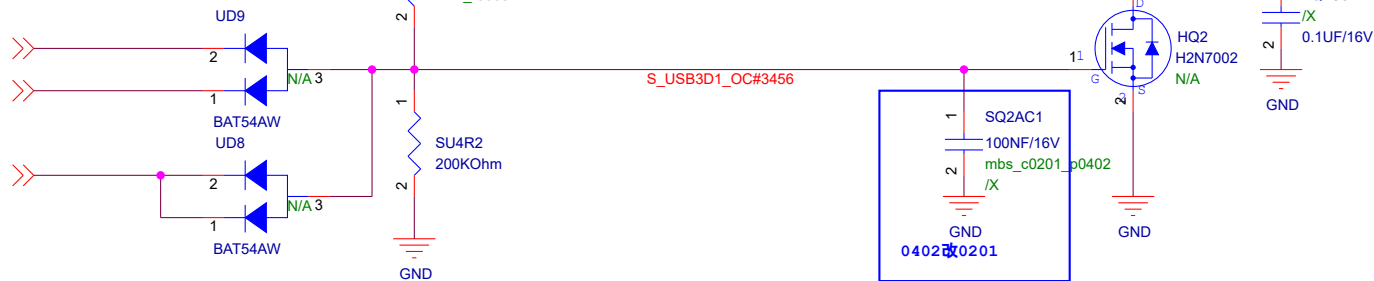 UD9
2
1
N/A
3
BAT54AW
UD8
2
1
N/A
3
BAT54AW
2
1
SU4R2
200KOhm
2
GND
S_USB3D1_OC#3456
1
SQ2AC1
100NF/16V
mbs_c0201_p0402
/X
2
GND
0402改0201
D
1
1
G
HQ2
H2N7002
N/A
S
2
GND
/X
0.1UF/16V
2
GND